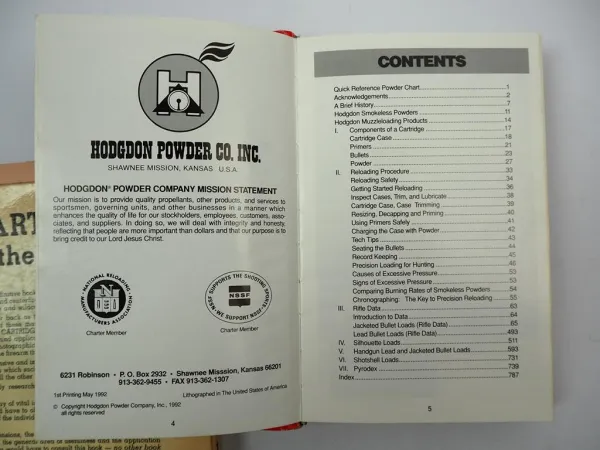 HODGDON POWDER CO. INC.
SHAWNEE MISSION, KANSAS U.S.A.
HODGDON® POWDER COMPANY MISSION STATEMENT
Our mission is to provide quality propellants, other products, and services to
sportsmen, governing units, and other businesses in a manner which
enhances the quality of life for our stockholders, employees, customers, asso-
ciates, and suppliers. In doing so, we will deal with integrity and honesty,
reflecting that people are more important than dollars and that our purpose is to
bring credit to our Lord Jesus Christ.
NATIONAL RELOADING
MANUFACTURERS ASSOCIATION
Charter Member
NSSF
Charter Member
6231 Robinson • P. O. Box 2932 • Shawnee Misssion, Kansas 66201
913-362-9455 • FAX 913-362-1307
1st Printing May 1992
Lithographed in The United States of America
© Copyright Hodgdon Powder Company, Inc., 1992
all rights reserved
4
CONTENTS
Quick Reference Powder Chart 1
Acknowledgements 2
A Brief History 7
Hodgdon Smokeless Powders 11
Hodgdon Muzzleloading Products 14
I. Components of a Cartridge 17
Cartridge Case 18
Primers 21
Bullets 23
Powder 27
II. Reloading Procedure 33
Reloading Safety 34
Getting Started Reloading 36
Inspect Cases, Trim, and Lubricate 38
Cartridge Case, Case Trimming 39
Resizing, Decapping and Priming 40
Using Primers Safely 41
Charging the Case with Powder 42
Tech Tips 43
Seating the Bullets 44
Record Keeping 45
Precision Loading for Hunting 46
Causes of Excessive Pressure 53
Signs of Excessive Pressure 53
Comparing Burning Rates of Smokeless Powders 54
Chronographing: The Key to Precision Reloading 55
III. Rifle Data 63
Introduction to Data 64
Jacketed Bullet Loads (Rifle Data) 65
Lead Bullet Loads (Rifle Data) 493
IV. Silhouette Loads 511
V. Handgun Lead and Jacketed Bullet Loads 593
VI. Shotshell Loads 731
VII. Pyrodex 739
Index 787
5